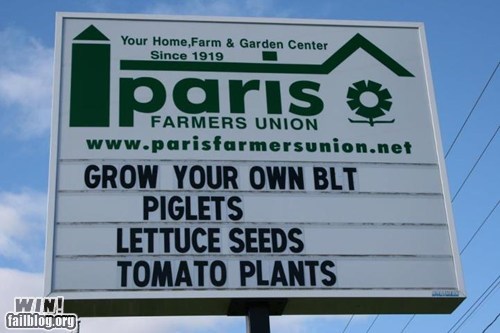 Your Home,Farm & Garden Center
Since 1919
paris
FARMERS UNION
www.parisfarmersunion.net
GROW YOUR OWN BLT
PIGLETS
LETTUCE SEEDS
TOMATO PLANTS
WIN!
failblog.org